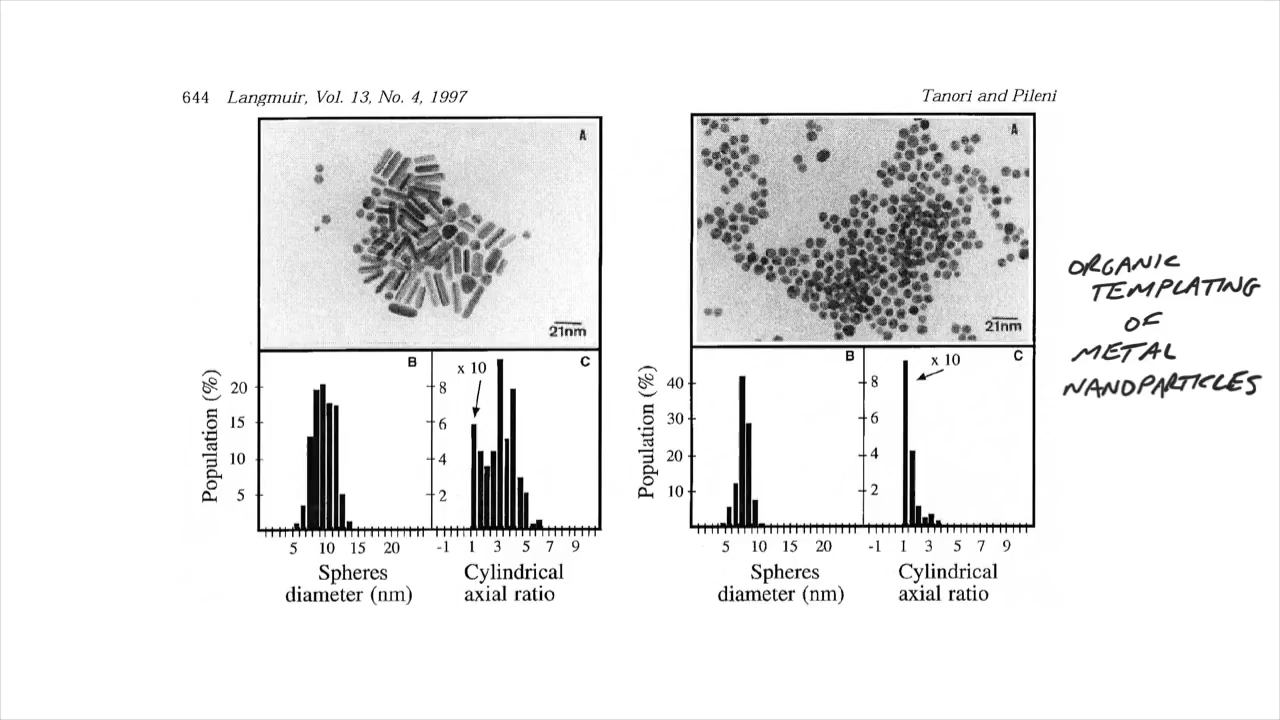 644 Langmuir, Vol. 13, No. 4, 1997
Tanori and Pileni
A
21nm
A
21nm
ORGANIC
TEMPLATING
OF
METAL
NANOPARTICLES
B
C
x 10
Population (%)
20
15
10
5
8
6
4
2
5 10 15 20
-1 1 3 5 7 9
Spheres
diameter (nm)
Cylindrical
axial ratio
B
C
x 10
Population (%)
40
30
20
10
8
6
4
2
5 10 15 20
-1 1 3 5 7 9
Spheres
diameter (nm)
Cylindrical
axial ratio